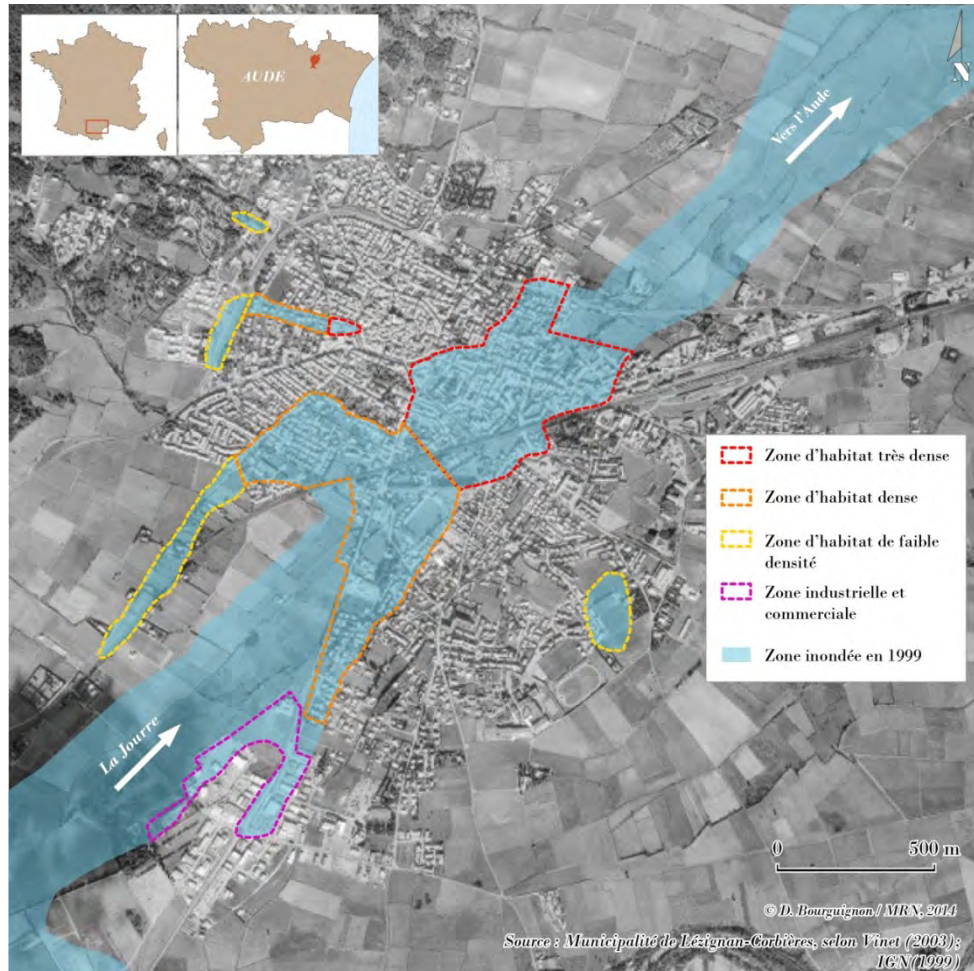 AUDE
N
Vers l'Aude
Zone d'habitat très dense
Zone d'habitat dense
Zone d'habitat de faible
densité
Zone industrielle et
commerciale
Zone inondée en 1999
La Jourre
0 500 m
© D. Bourguignon / MRN, 2014
Source : Municipalité de Lézignan-Corbières, selon Vinet (2003);
IGN(1999)